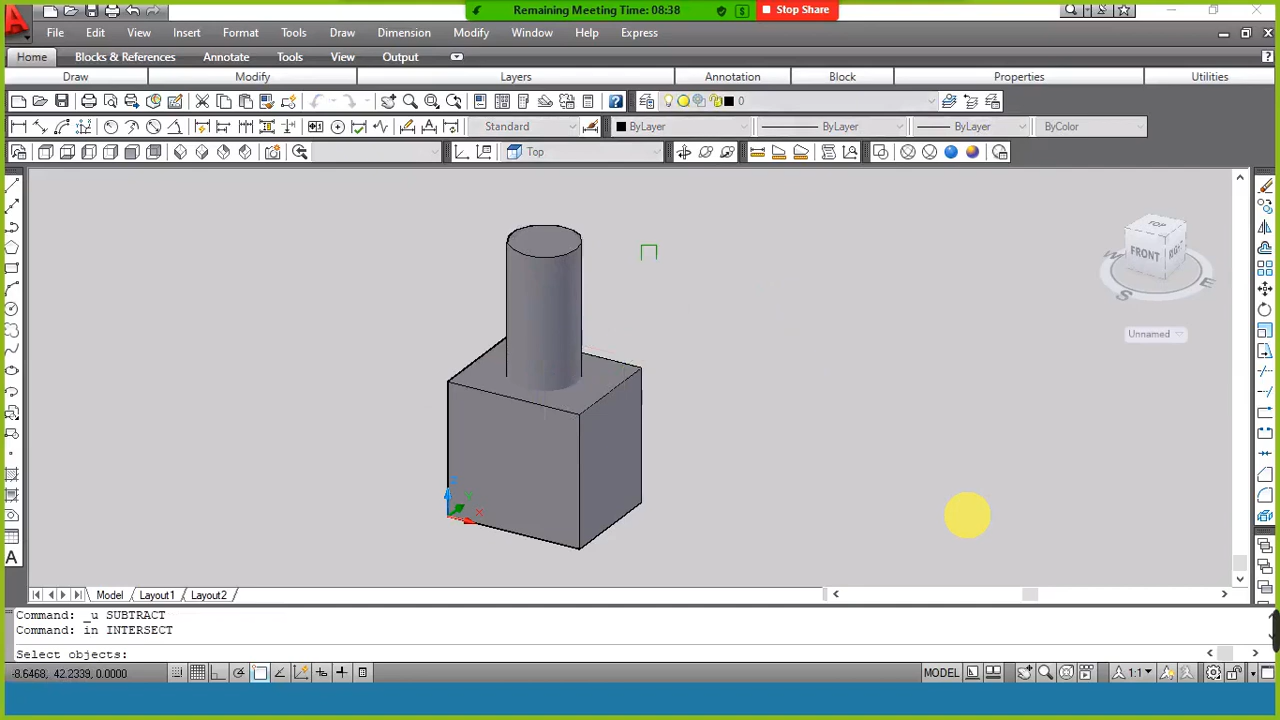 Remaining Meeting Time: 08:38
Stop Share
File Edit View Insert Format Tools Draw Dimension Modify Window Help Express
Home Blocks & References Annotate Tools View Output
Draw Modify Layers Annotation Block Properties Utilities
0
Standard ByLayer ByLayer ByLayer ByColor
Top
TOP
FRONT
W
S
E
Unnamed
X
Model Layout1 Layout2
Command: _u SUBTRACT
Command: in INTERSECT
Select objects:
-8.6468, 42.2339, 0.0000
MODEL
1:1